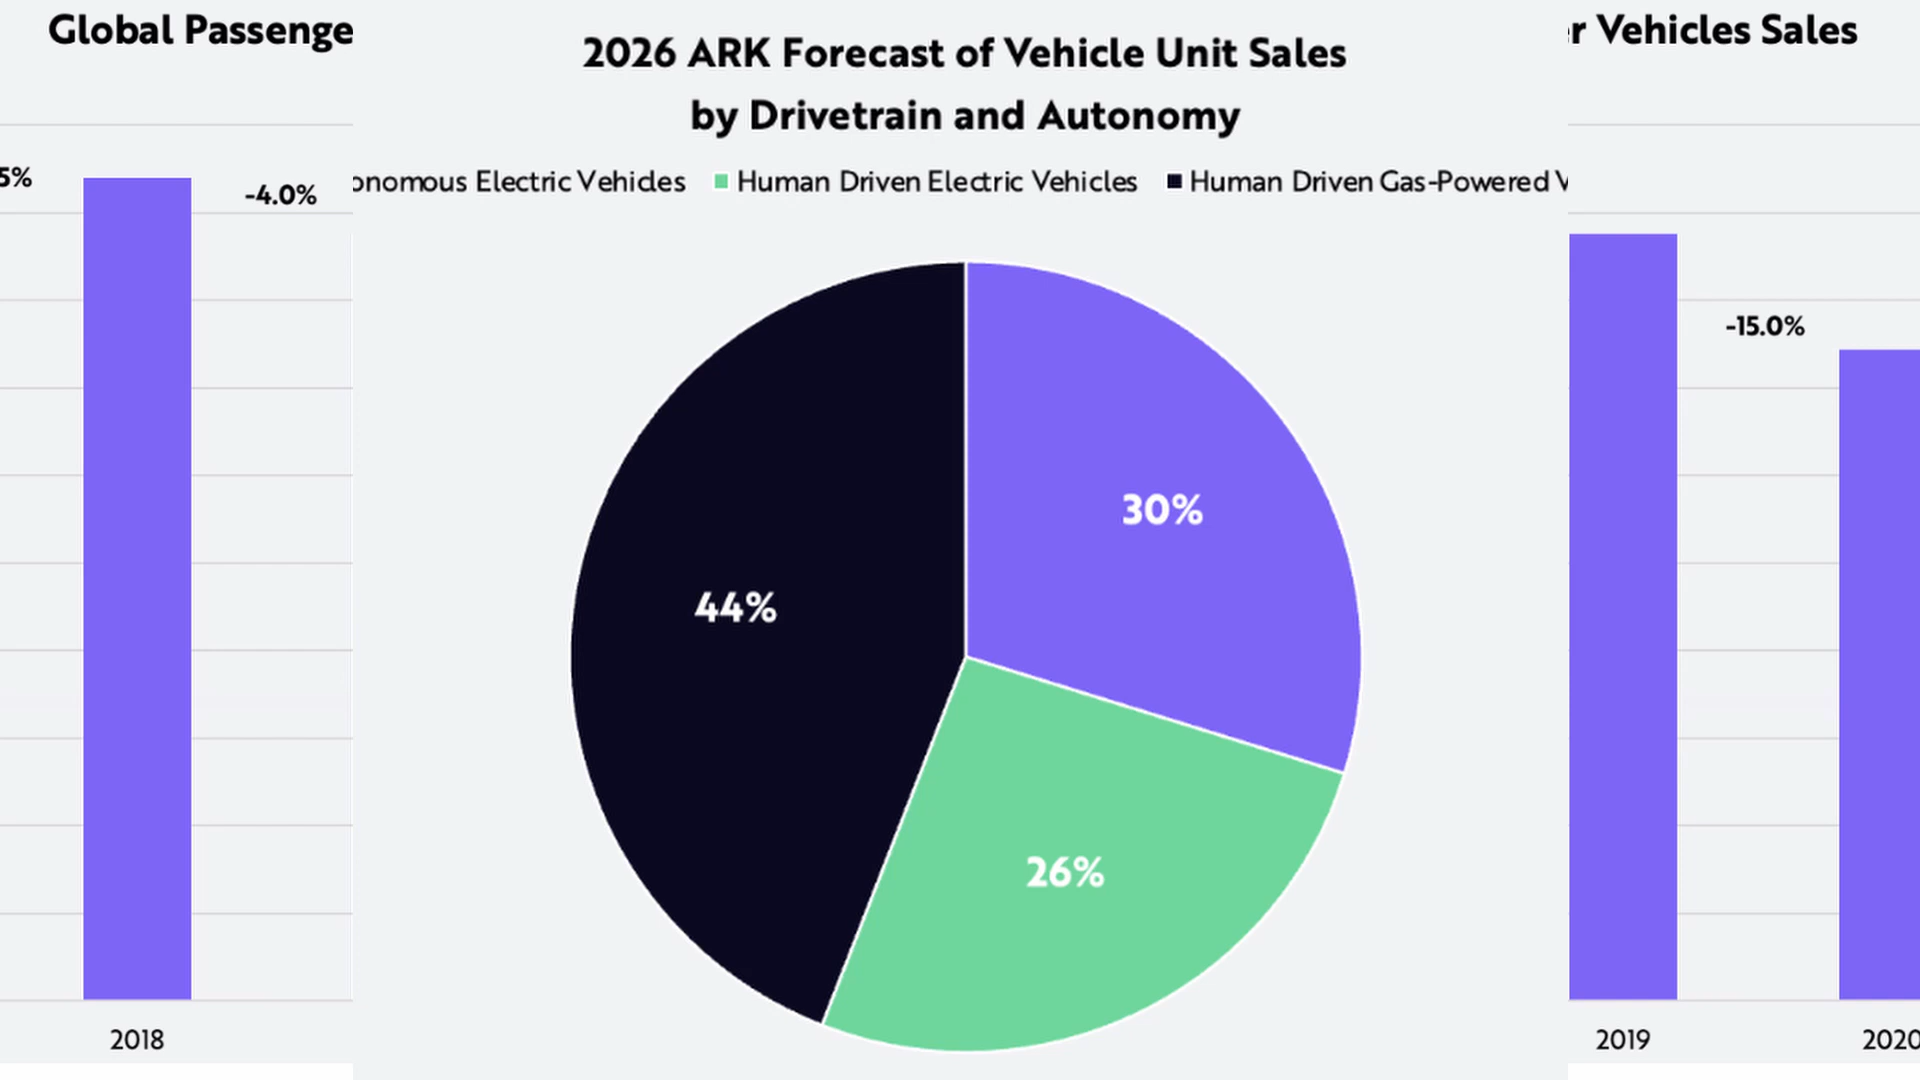 Global Passenge
5%
-4.0%
2018
2026 ARK Forecast of Vehicle Unit Sales
by Drivetrain and Autonomy
onomous Electric Vehicles Human Driven Electric Vehicles Human Driven Gas-Powered V
30%
44%
26%
r Vehicles Sales
-15.0%
2019 2020